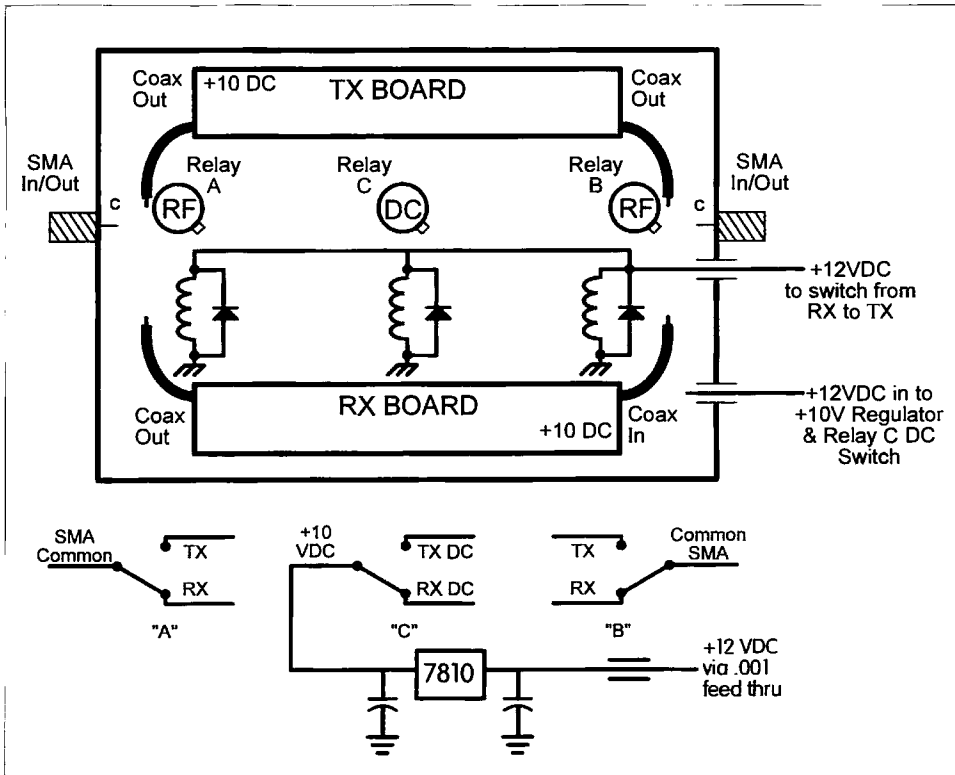 Coax
Out
+10 DC
TX BOARD
Coax
Out
SMA
In/Out
Relay
A
Relay
C
Relay
B
SMA
In/Out
c
RF
DC
RF
c
+12VDC
to switch from
RX to TX
Coax
Out
RX BOARD
+10 DC
Coax
In
+12VDC in to
+10V Regulator
& Relay C DC
Switch
SMA
Common
TX
RX
"A"
+10
VDC
TX DC
RX DC
"C"
TX
RX
"B"
Common
SMA
7810
+12 VDC
via .001
feed thru